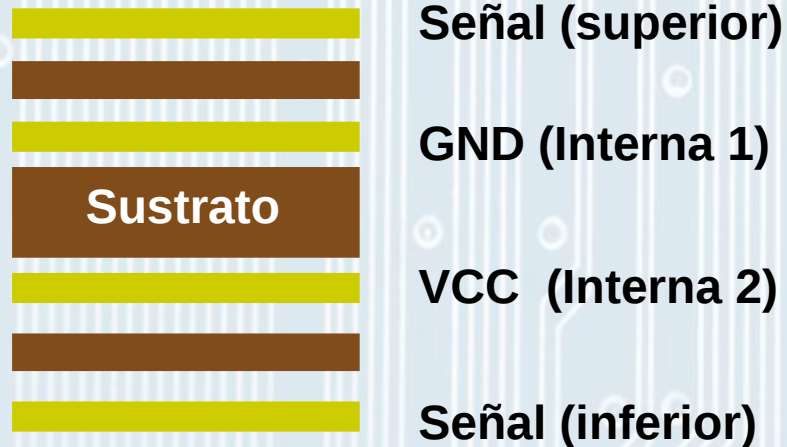 Señal (superior)
GND (Interna 1)
Sustrato
VCC  (Interna 2)
Señal (inferior)